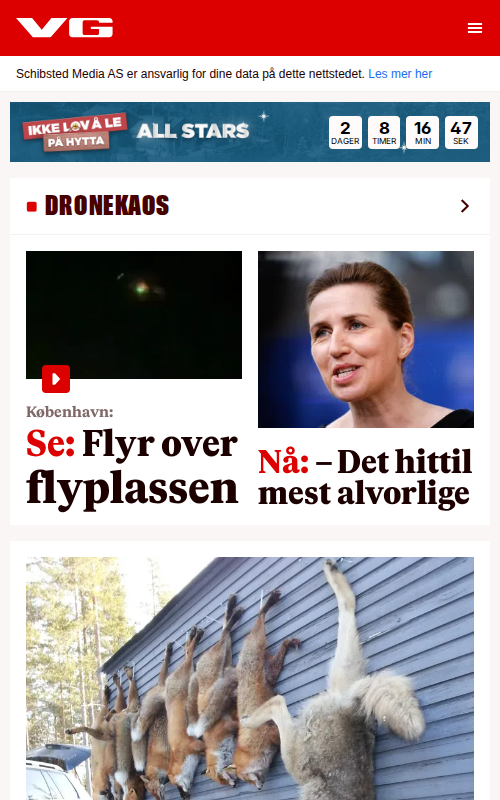 VG
Schibsted Media AS er ansvarlig for dine data på dette nettstedet. Les mer her
IKKE LOV Å LE
PÅ HYTTA
ALL STARS
2 8 16 47
DAGER TIMER MIN SEK
DRONEKAOS
København:
Se: Flyr over
flyplassen
Nå: – Det hittil
mest alvorlige